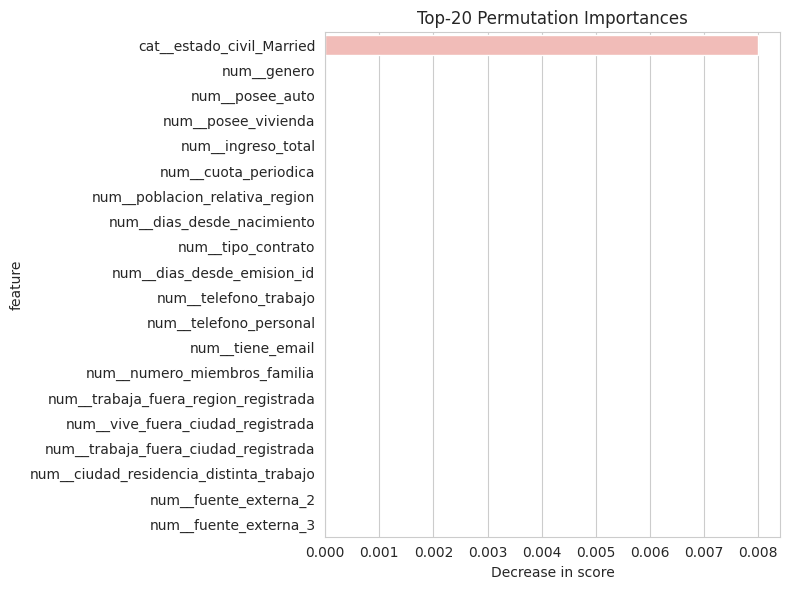 Top-20 Permutation Importances
cat__estado_civil_Married
num__genero
num__posee_auto
num__posee_vivienda
num__ingreso_total
num__cuota_periodica
num__poblacion_relativa_region
num__dias_desde_nacimiento
num__tipo_contrato
num__dias_desde_emision_id
num__telefono_trabajo
num__telefono_personal
num__tiene_email
num__numero_miembros_familia
num__trabaja_fuera_region_registrada
num__vive_fuera_ciudad_registrada
num__trabaja_fuera_ciudad_registrada
num__ciudad_residencia_distinta_trabajo
num__fuente_externa_2
num__fuente_externa_3
feature
0.000 0.001 0.002 0.003 0.004 0.005 0.006 0.007 0.008
Decrease in score